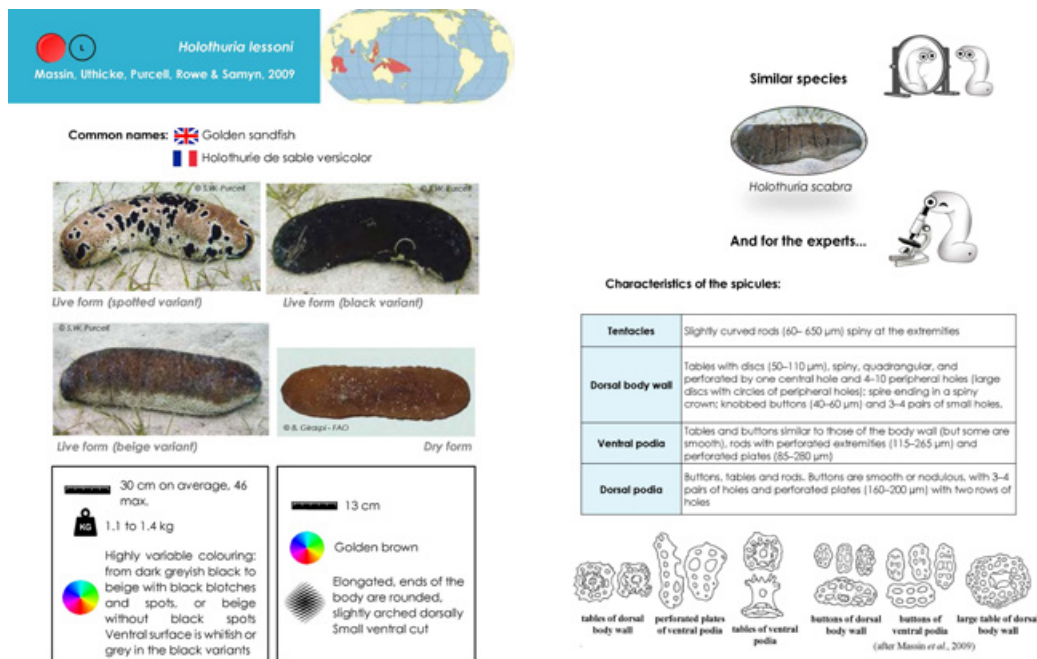 L
Holothuria lessoni
Massin, Uthicke, Purcell, Rowe & Samyn, 2009
Common names: Golden sandfish
Holothurie de sable versicolor
© S.W. Purcell
© S.W. Purcell
Live form (spotted variant)
Live form (black variant)
© S.W. Purcell
© B. Giraspi - FAO
Live form (beige variant)
Dry form
30 cm on average, 46
max.
KG
1.1 to 1.4 kg
Highly variable colouring:
from dark greyish black to
beige with black blotches
and spots, or beige
without black spots
Ventral surface is whitish or
grey in the black variants
13 cm
Golden brown
Elongated, ends of the
body are rounded,
slightly arched dorsally
Small ventral cut
Similar species
Holothuria scabra
And for the experts...
Characteristics of the spicules:
Tentacles
Slightly curved rods (60– 650 µm) spiny at the extremities
Dorsal body wall
Tables with discs (50–110 µm), spiny, quadrangular, and
perforated by one central hole and 4–10 peripheral holes (large
discs with circles of peripheral holes); spire ending in a spiny
crown; knobbed buttons (40–60 µm) and 3–4 pairs of small holes.
Ventral podia
Tables and buttons similar to those of the body wall (but some are
smooth), rods with perforated extremities (115–265 µm) and
perforated plates (85–280 µm)
Dorsal podia
Buttons, tables and rods. Buttons are smooth or nodulous, with 3–4
pairs of holes and perforated plates (160–200 µm) with two rows of
holes
tables of dorsal
body wall
perforated plates
of ventral podia
tables of ventral
podia
buttons of dorsal
body wall
buttons of
ventral podia
large table of dorsal
body wall
(after Massin et al., 2009)